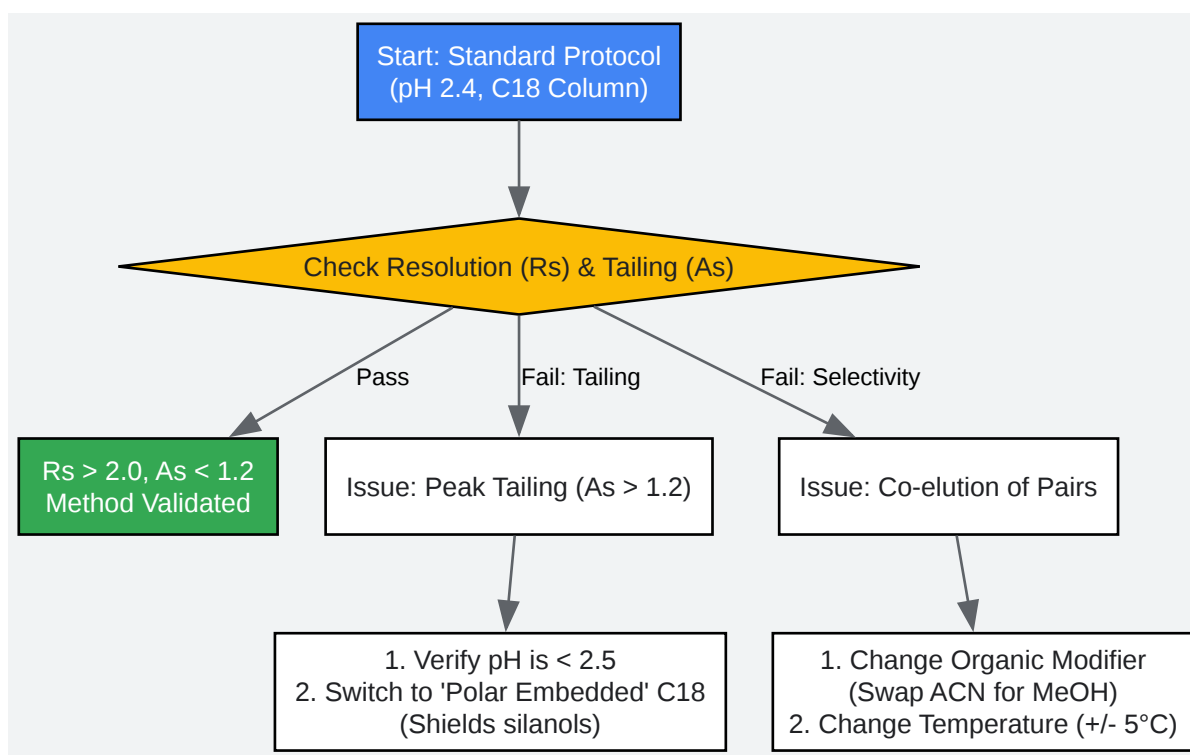 Start: Standard Protocol
(pH 2.4, C18 Column)
Check Resolution (Rs) & Tailing (As)
Pass
Fail: Tailing
Fail: Selectivity
Rs > 2.0, As < 1.2
Method Validated
Issue: Peak Tailing (As > 1.2)
Issue: Co-elution of Pairs
1. Verify pH is < 2.5
2. Switch to 'Polar Embedded' C18
(Shields silanols)
1. Change Organic Modifier
(Swap ACN for MeOH)
2. Change Temperature (+/- 5°C)